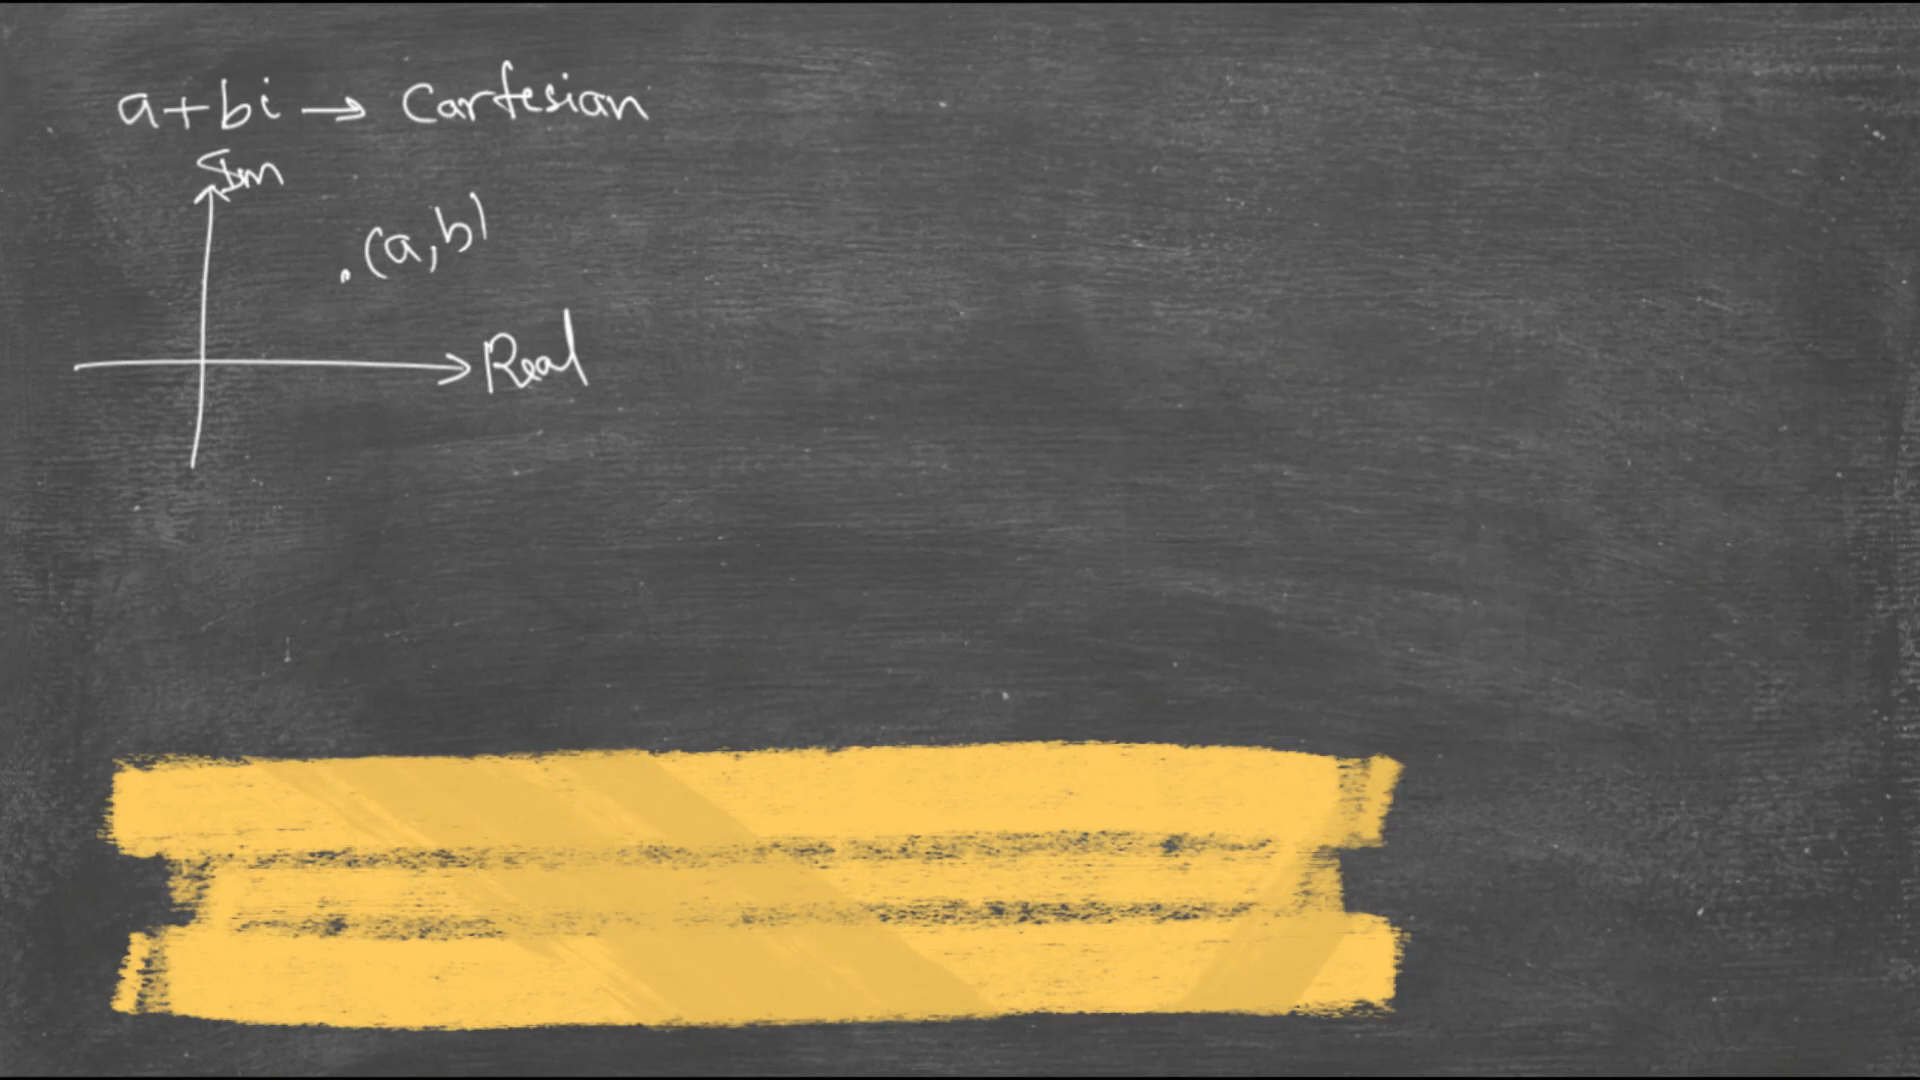 a+bi → Cartesian
Im
.(a,b)
Real